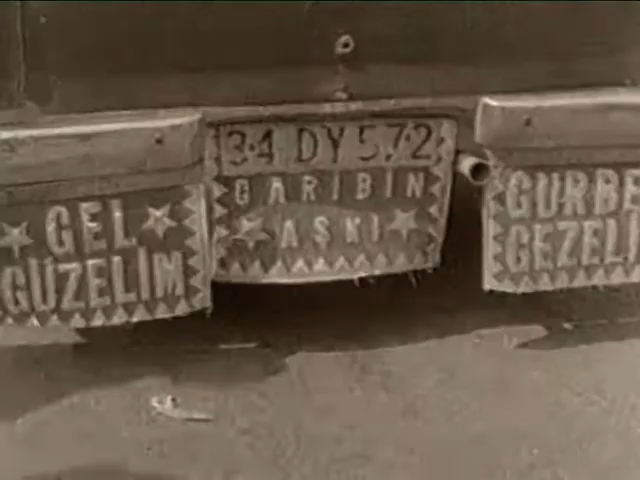 GEL
GÜZELİM
34 DY 572
GARİBİN
AŞKI
GURBE
GEZELİ